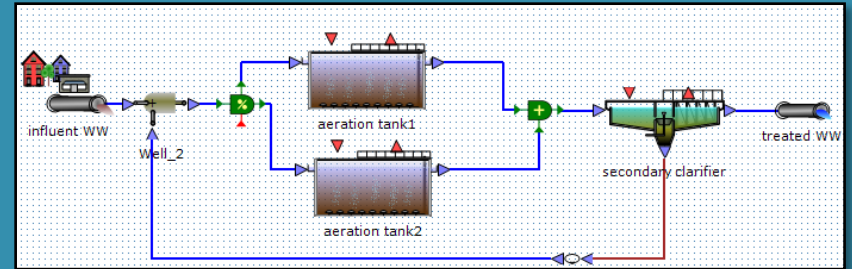 influent WW
Well_2
%
aeration tank1
aeration tank2
+
secondary clarifier
treated WW